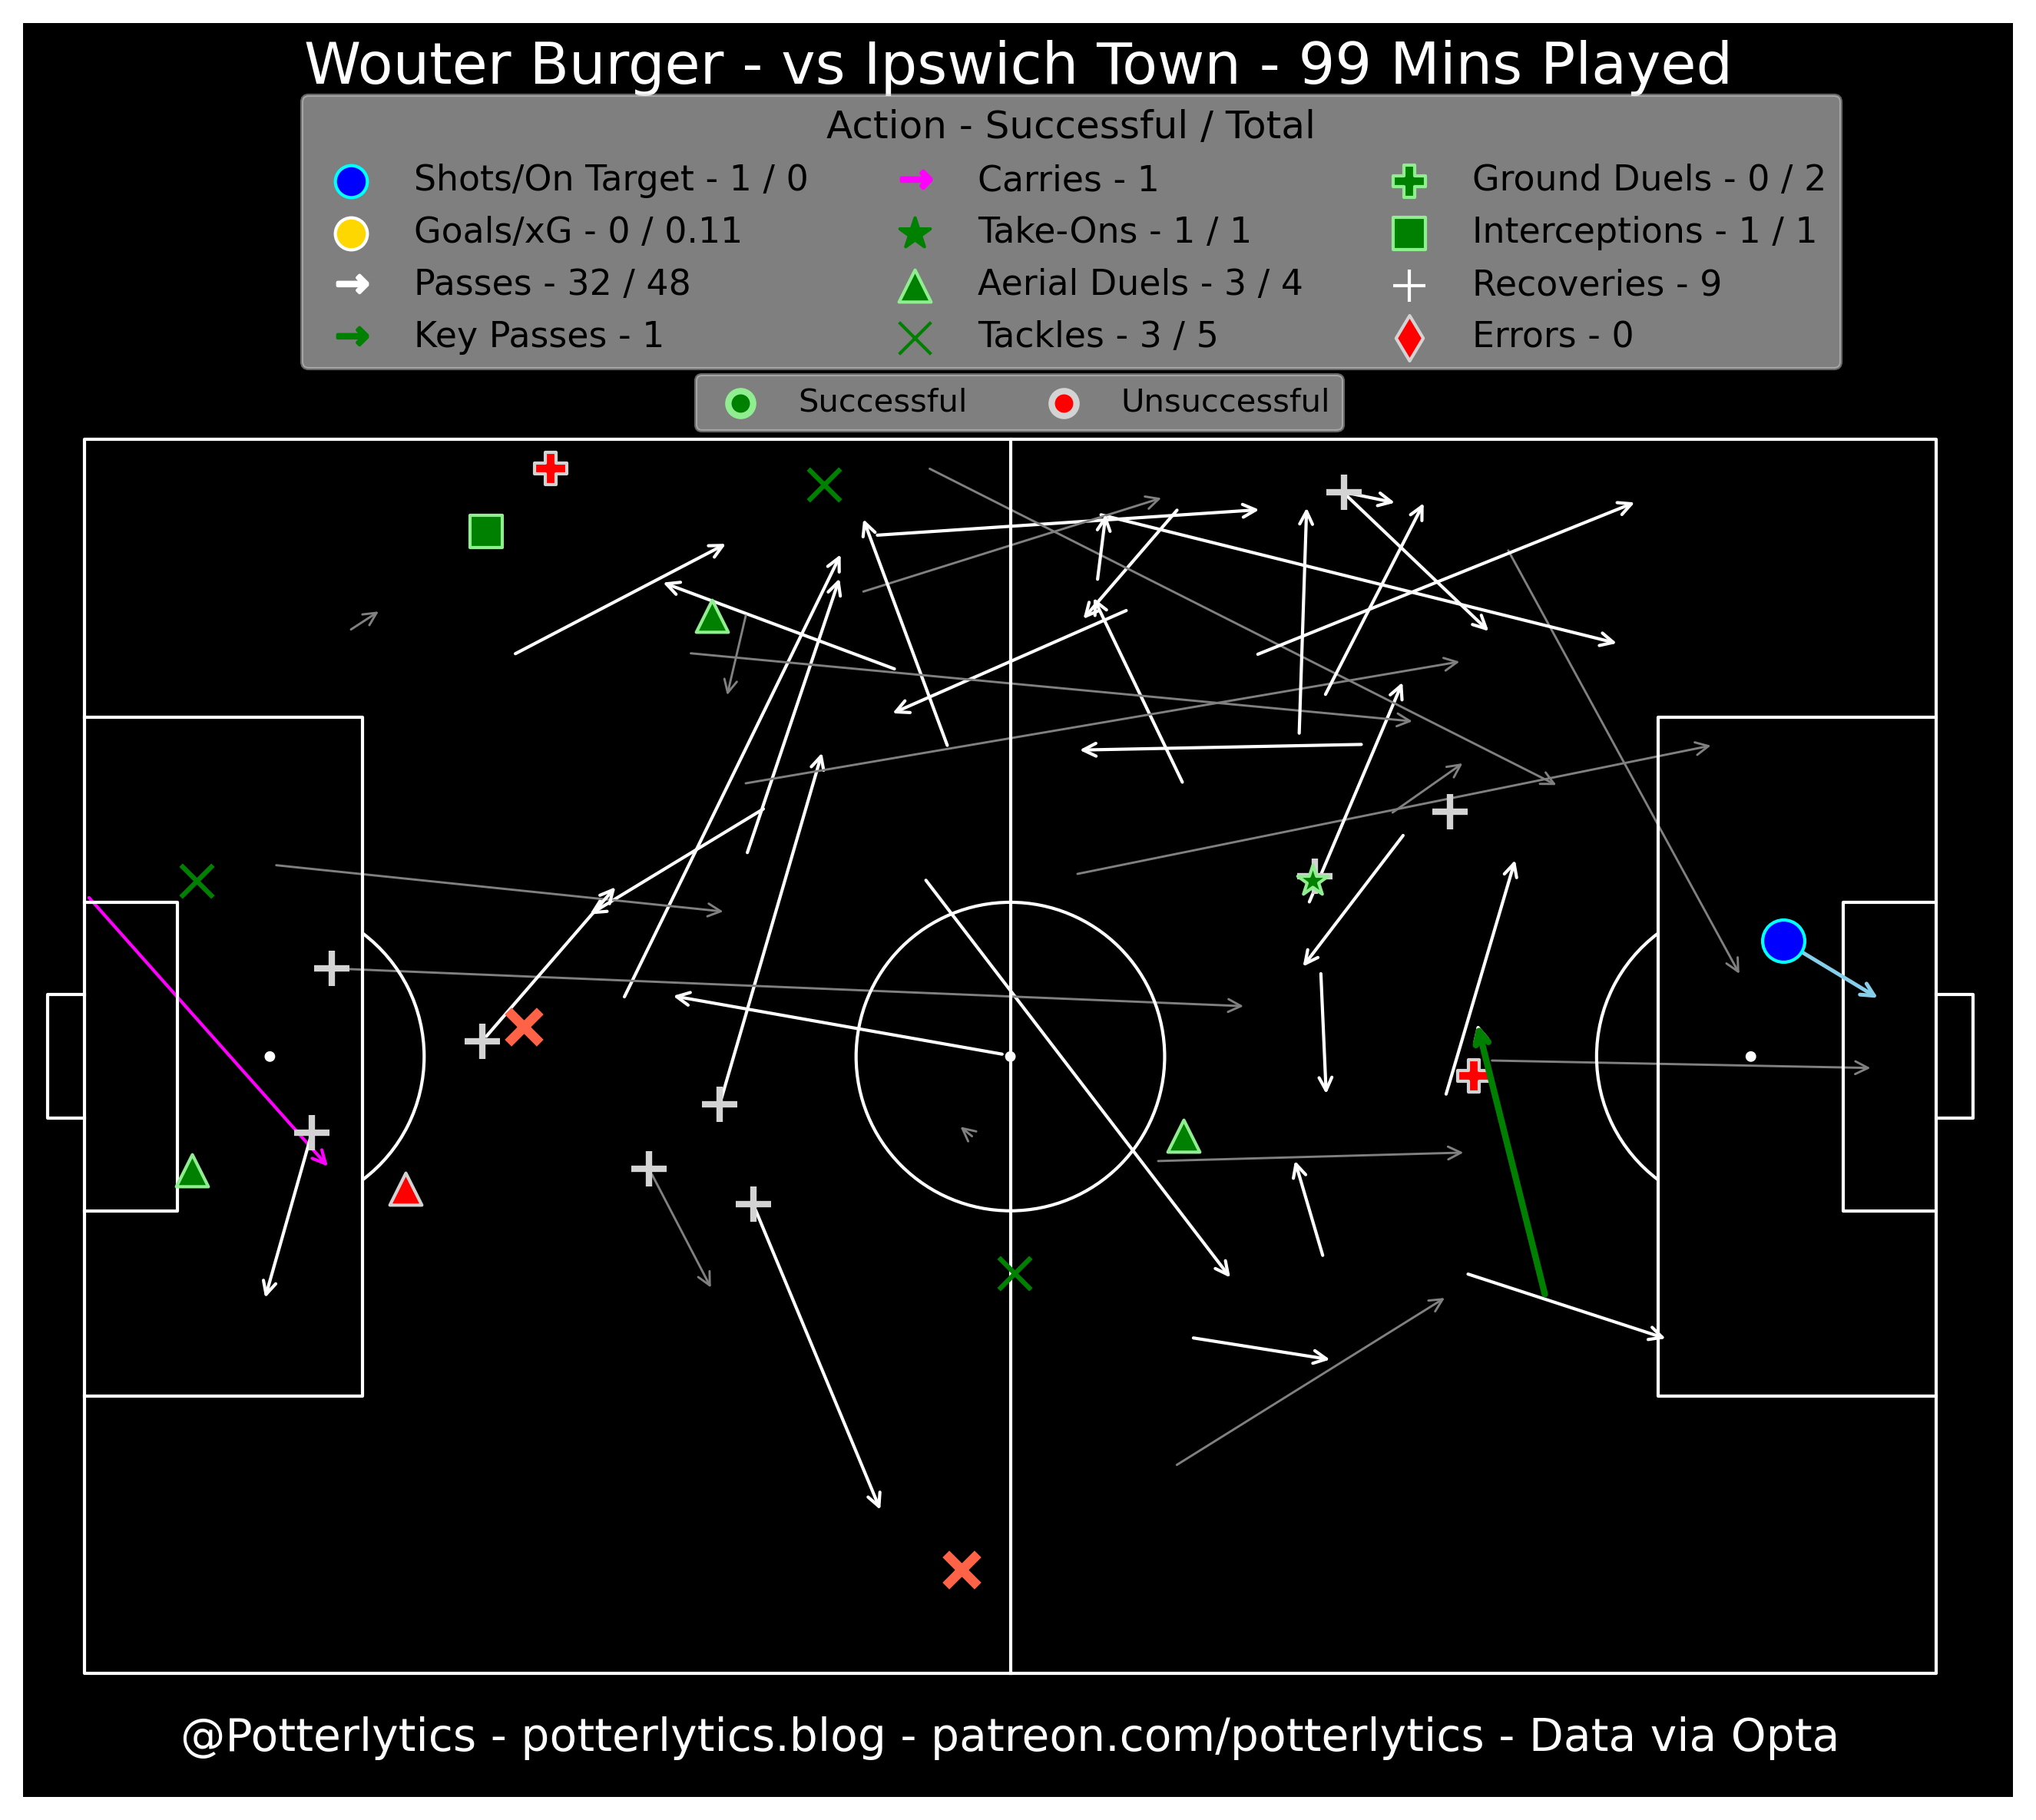 Wouter Burger - vs Ipswich Town - 99 Mins Played
Action - Successful / Total
Shots/On Target - 1 / 0
Goals/xG - 0 / 0.11
Passes - 32 / 48
Key Passes - 1
Carries - 1
Take-Ons - 1 / 1
Aerial Duels - 3 / 4
Tackles - 3 / 5
Ground Duels - 0 / 2
Interceptions - 1 / 1
Recoveries - 9
Errors - 0
Successful
Unsuccessful
@Potterlytics - potterlytics.blog - patreon.com/potterlytics - Data via Opta